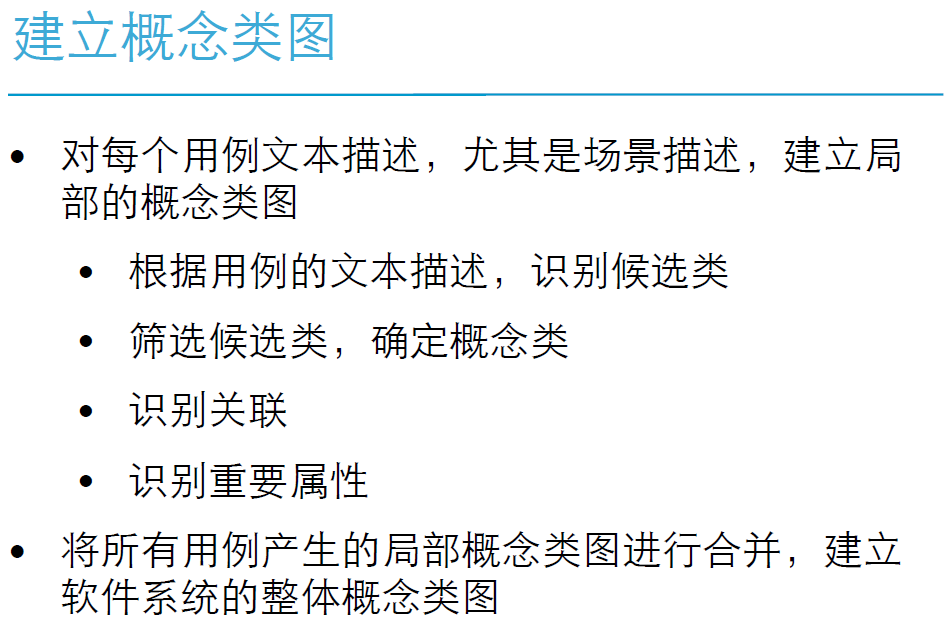 建立概念类图
• 对每个用例文本描述，尤其是场景描述，建立局
部的概念类图
• 根据用例的文本描述，识别候选类
• 筛选候选类，确定概念类
• 识别关联
• 识别重要属性
• 将所有用例产生的局部概念类图进行合并，建立
软件系统的整体概念类图